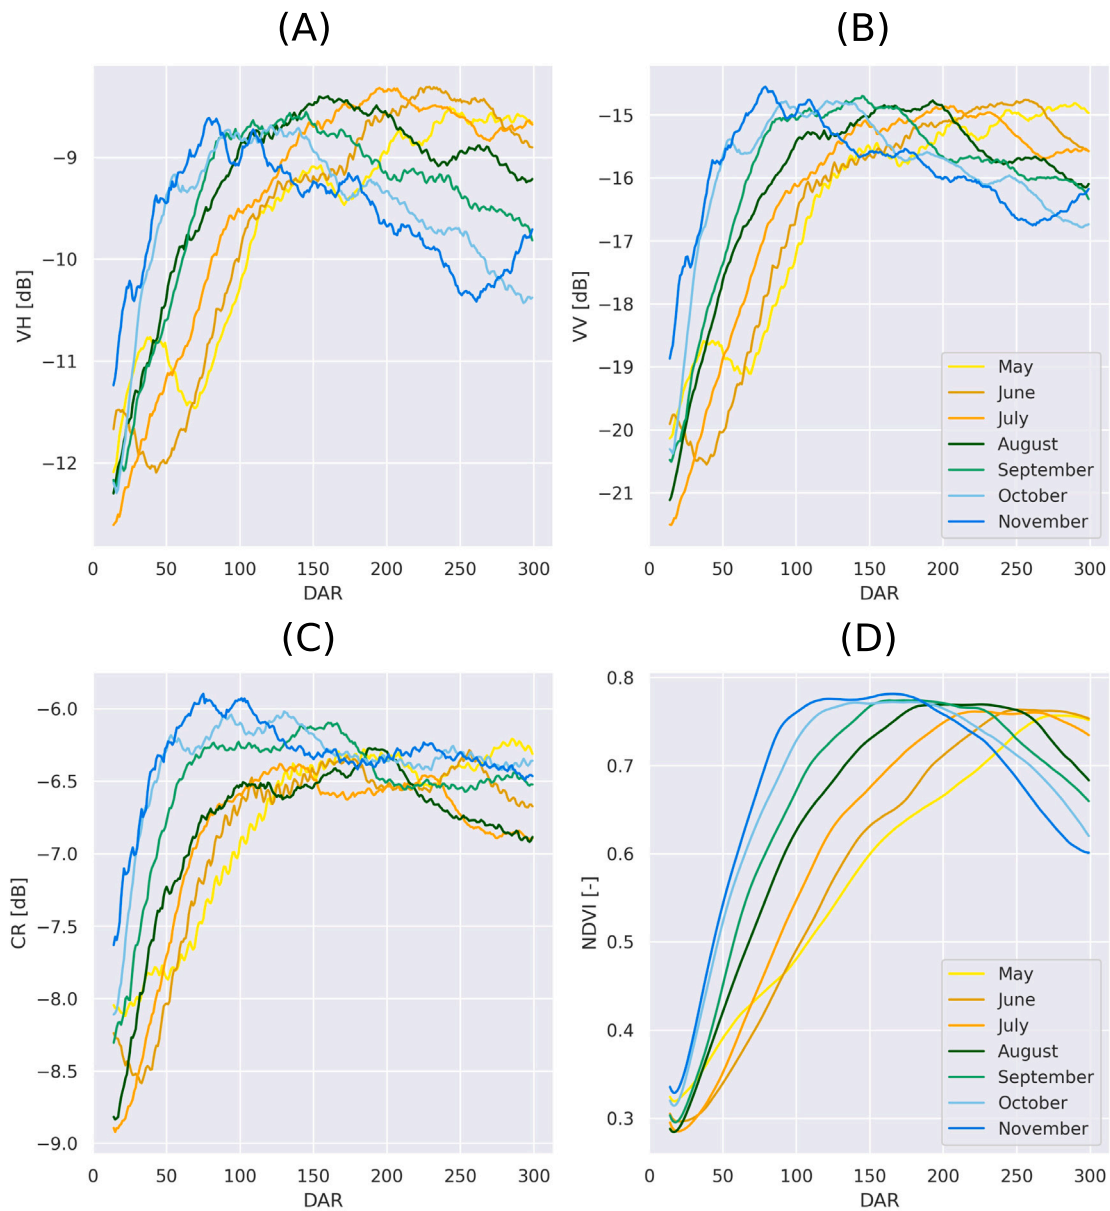 (A)
(B)
VH [dB]
−9
−10
−11
−12
0 50 100 150 200 250 300
DAR
VV [dB]
−15
−16
−17
−18
−19
−20
−21
May
June
July
August
September
October
November
0 50 100 150 200 250 300
DAR
(C)
(D)
CR [dB]
−6.0
−6.5
−7.0
−7.5
−8.0
−8.5
−9.0
0 50 100 150 200 250 300
DAR
NDVI [-]
0.8
0.7
0.6
0.5
0.4
0.3
May
June
July
August
September
October
November
0 50 100 150 200 250 300
DAR